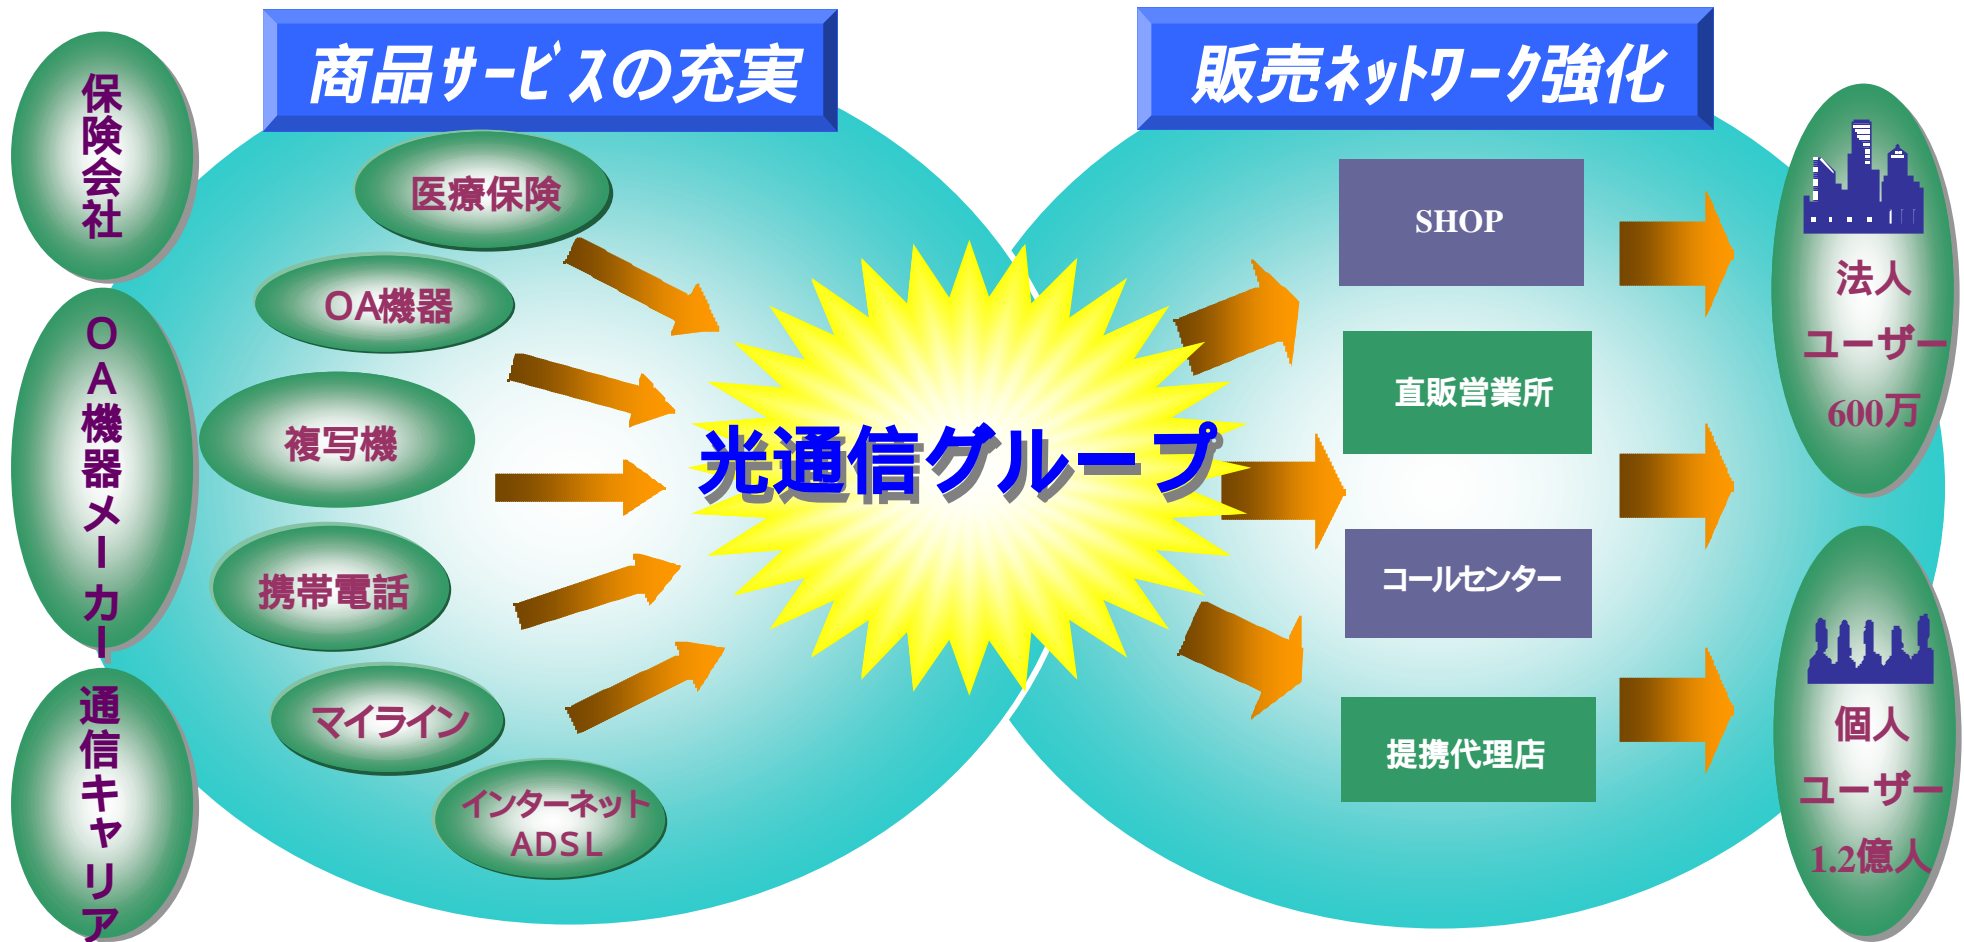 商品ｻｰﾋﾞｽの充実
販売ﾈｯﾄﾜｰｸ強化
保険会社
ＯＡ機器メーカー
通信キャリア
医療保険
ＯＡ機器
複写機
携帯電話
マイライン
インターネット
ＡＤＳＬ
光通信グループ
SHOP
直販営業所
コールセンター
提携代理店
法人
ユーザー
600万
個人
ユーザー
1.2億人